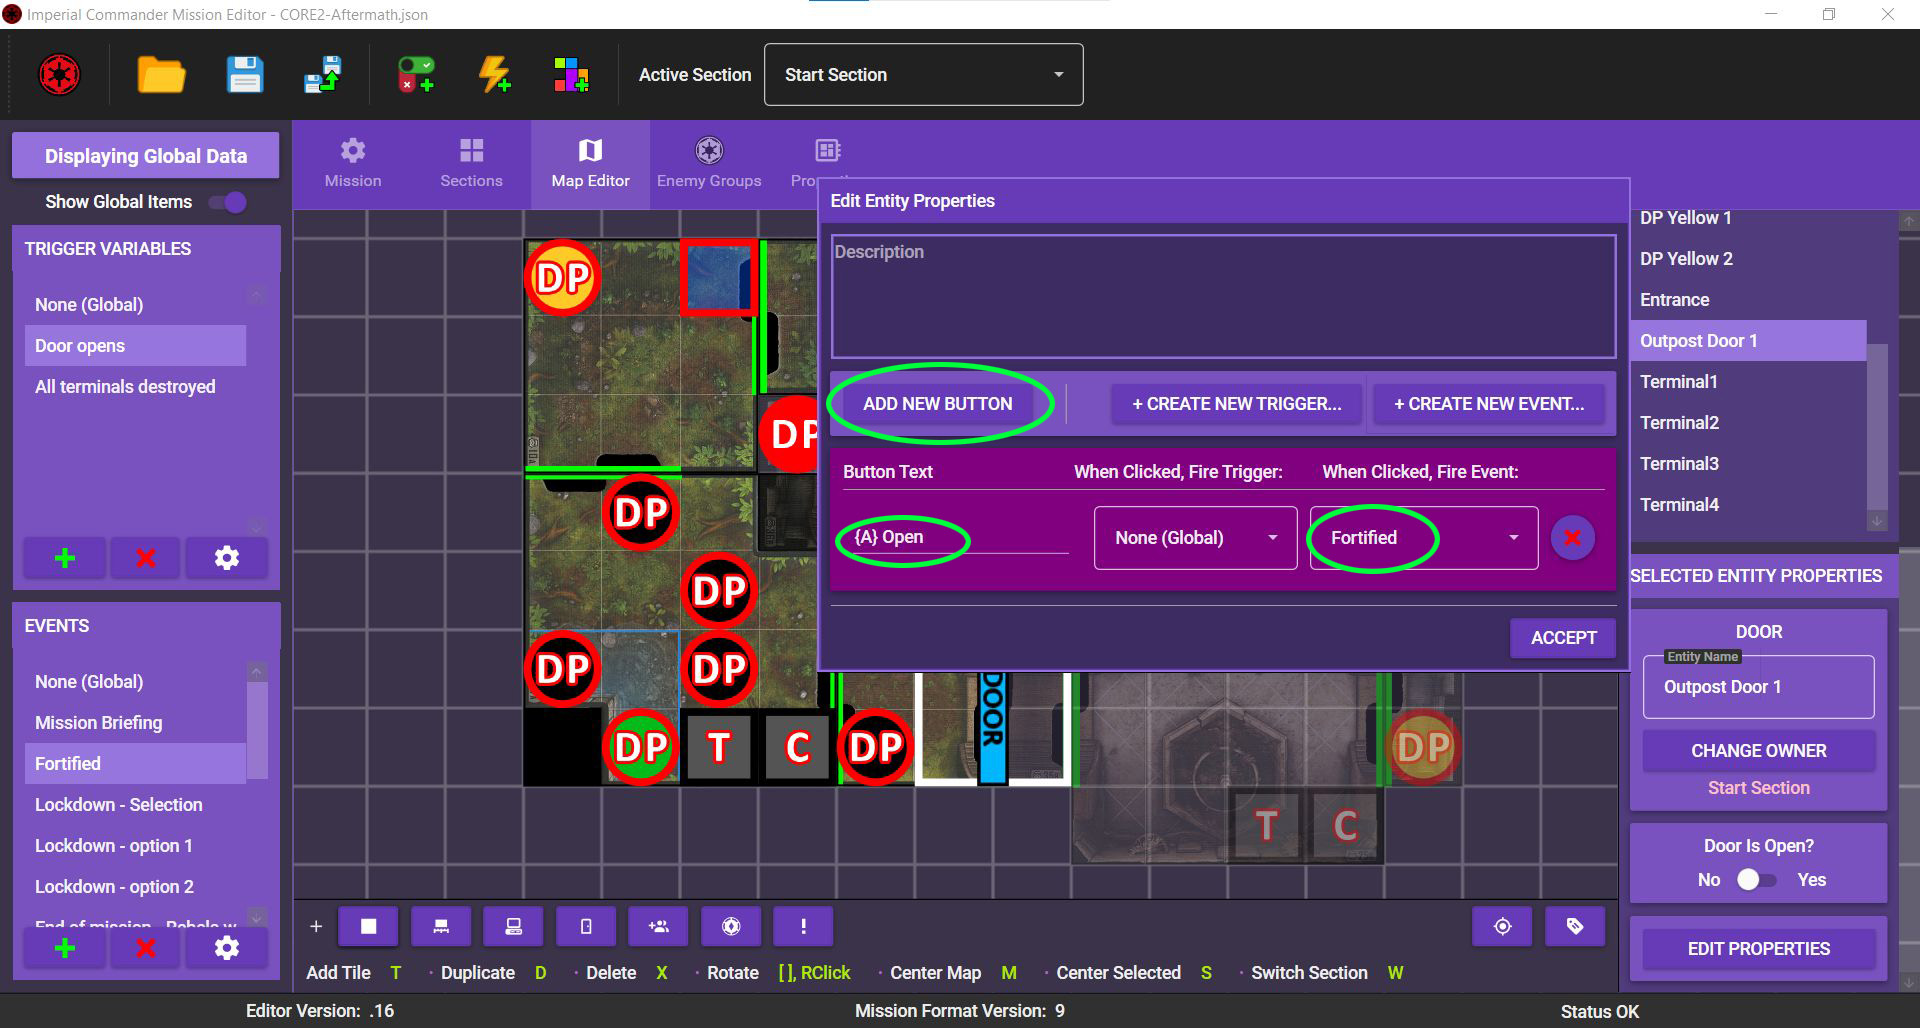 Imperial Commander Mission Editor - CORE2-Aftermath.json
Active Section
Start Section
Displaying Global Data
Show Global Items
TRIGGER VARIABLES
None (Global)
Door opens
All terminals destroyed
EVENTS
None (Global)
Mission Briefing
Fortified
Lockdown - Selection
Lockdown - option 1
Lockdown - option 2
End of mission - Rebels w
Mission
Sections
Map Editor
Enemy Groups
DP
DP
DP
DP
DP
DP
DP
T
C
DP
DOOR
DP
T
C
Edit Entity Properties
Description
ADD NEW BUTTON
+ CREATE NEW TRIGGER...
+ CREATE NEW EVENT...
Button Text
When Clicked, Fire Trigger:
When Clicked, Fire Event:
{A} Open
None (Global)
Fortified
ACCEPT
DP Yellow 1
DP Yellow 2
Entrance
Outpost Door 1
Terminal1
Terminal2
Terminal3
Terminal4
SELECTED ENTITY PROPERTIES
DOOR
Entity Name
Outpost Door 1
CHANGE OWNER
Start Section
Door Is Open?
No
Yes
EDIT PROPERTIES
Add Tile T · Duplicate D · Delete X · Rotate [ ], RClick · Center Map M · Center Selected S · Switch Section W
Editor Version: .16
Mission Format Version: 9
Status OK